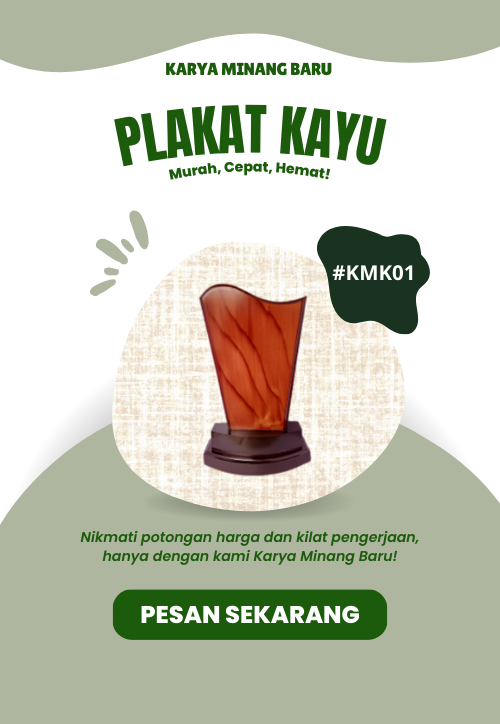 KARYA MINANG BARU
PLAKAT KAYU
Murah, Cepat, Hemat!
#KMK01
Nikmati potongan harga dan kilat pengerjaan,
hanya dengan kami Karya Minang Baru!
PESAN SEKARANG